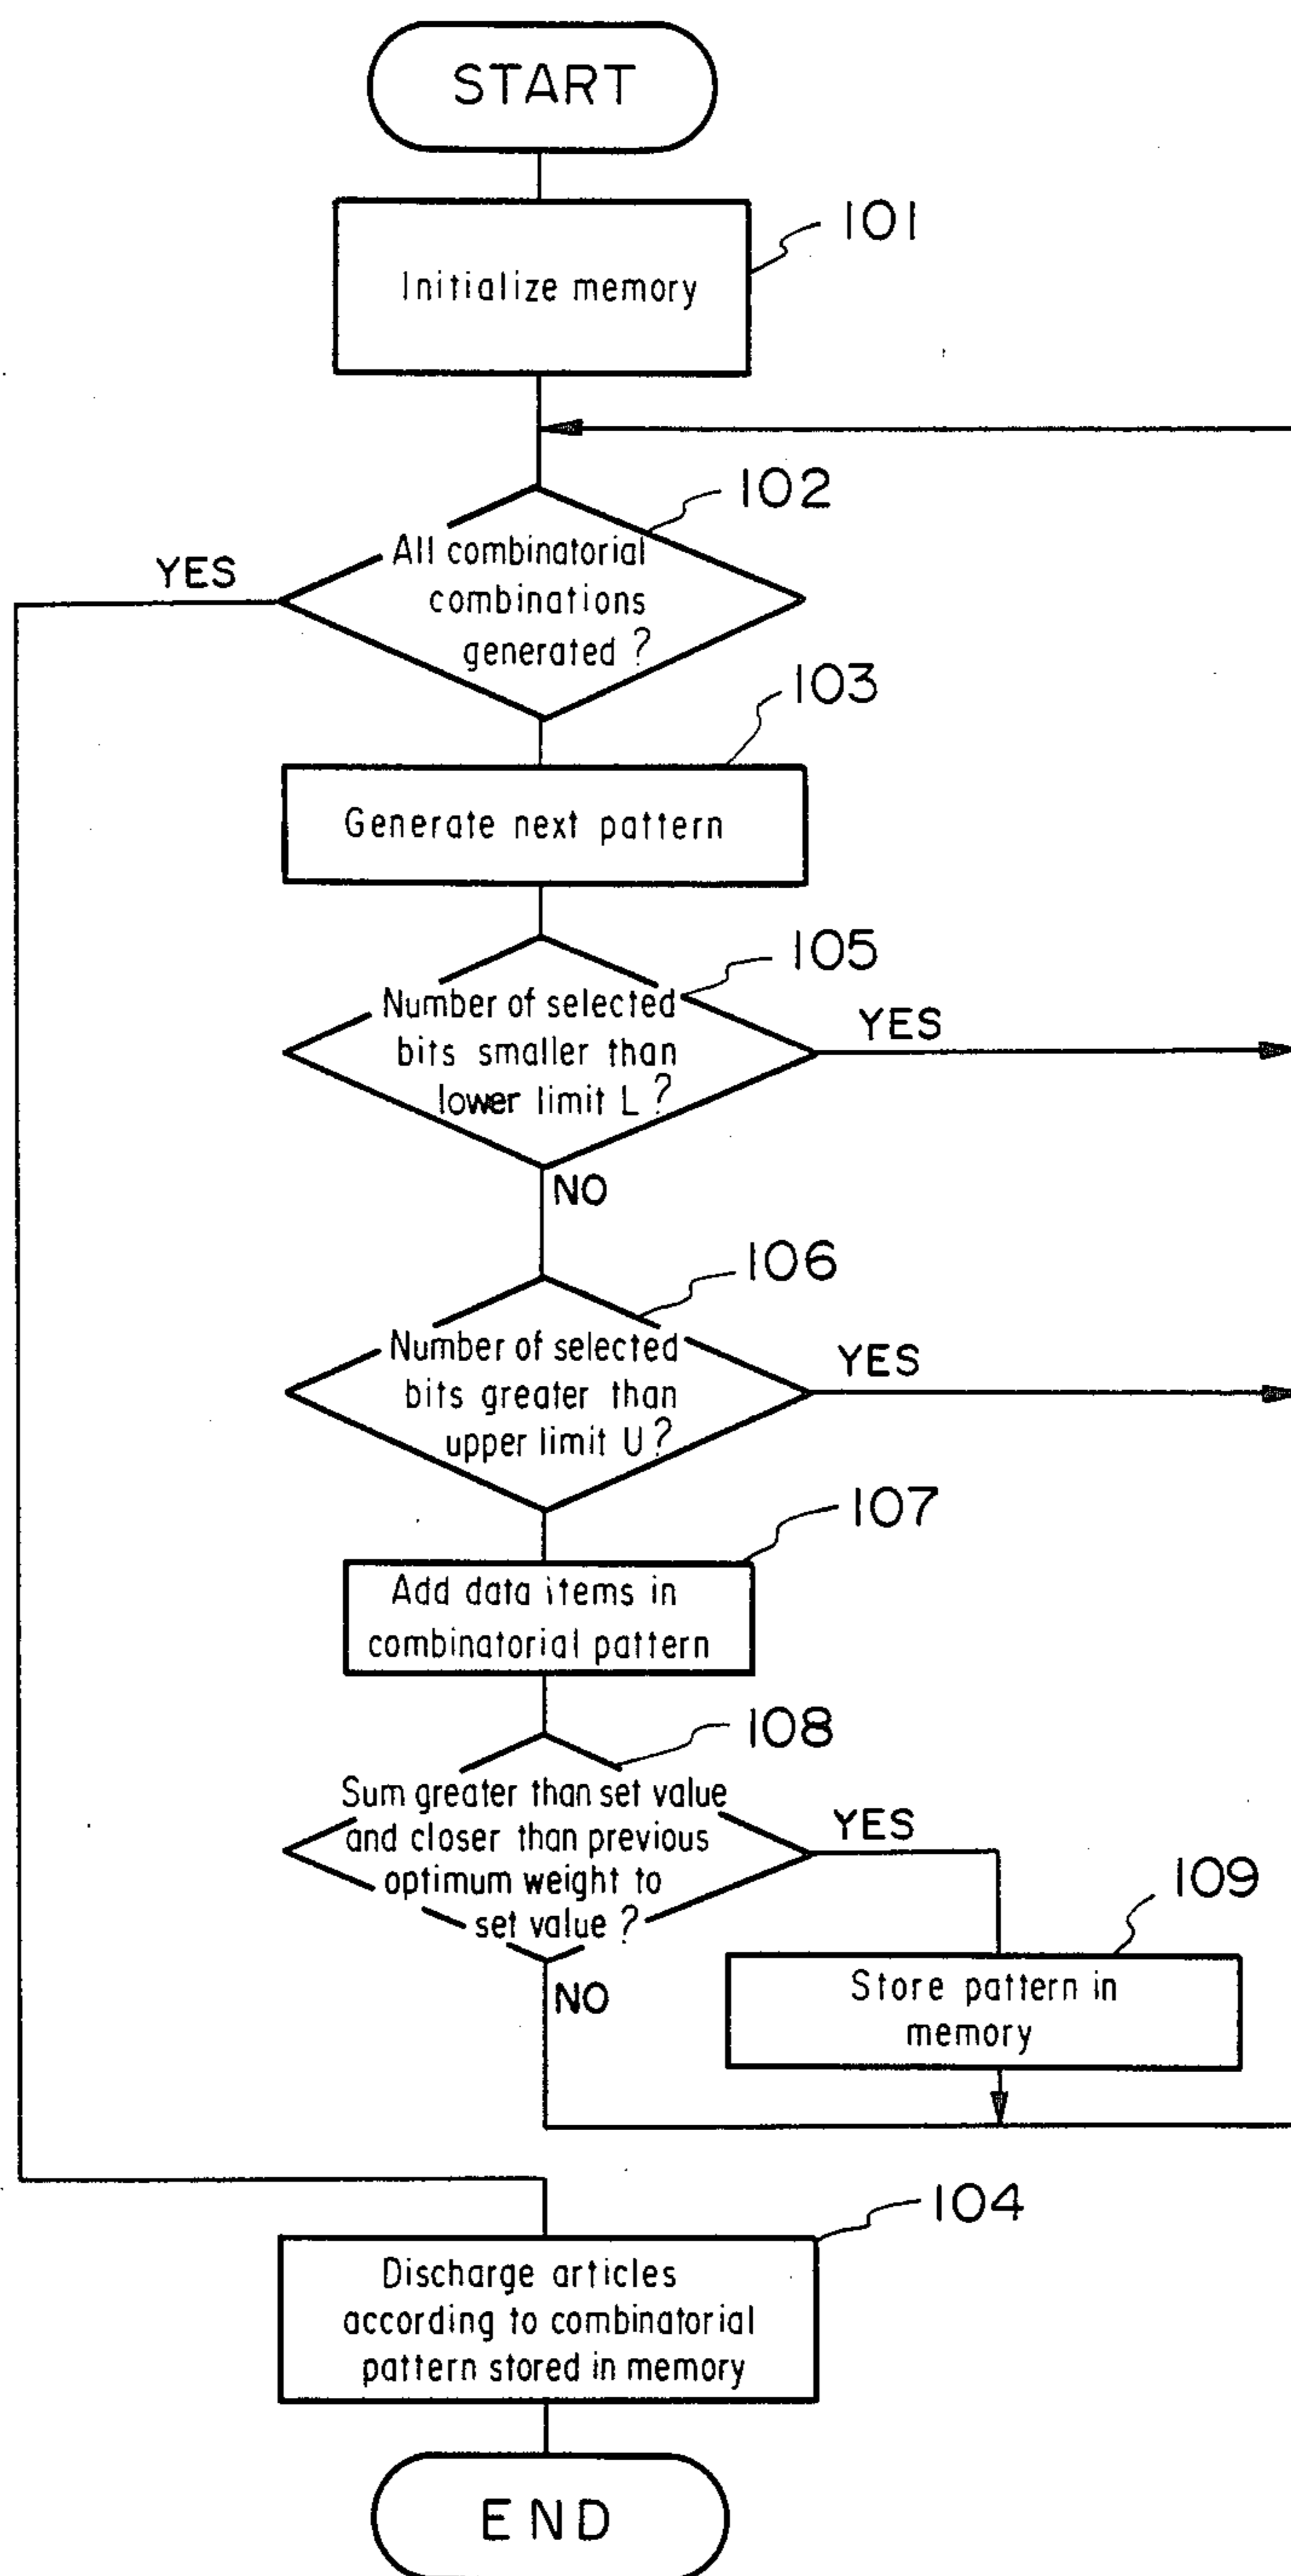 START
101
Initialize memory
102
YES
All combinatorial
combinations
generated ?
103
Generate next pattern
105
Number of selected
bits smaller than
lower limit L ?
YES
NO
106
Number of selected
bits greater than
upper limit U ?
YES
107
Add data items in
combinatorial pattern
108
Sum greater than set value
and closer than previous
optimum weight to
set value ?
YES
NO
109
Store pattern in
memory
104
Discharge articles
according to combinatorial
pattern stored in memory
END